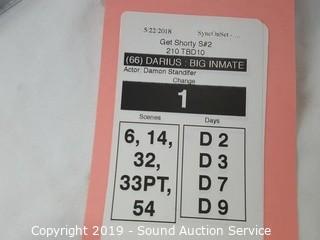 5/22/2018 SyncOnSet - ...
Get Shorty S#2
210 TBD10
(66) DARIUS : BIG INMATE
Actor: Damon Standifer
Change
1
Scenes Days
6, 14,
32,
33PT,
54
D 2
D 3
D 7
D 9
Copyright 2019 - Sound Auction Service